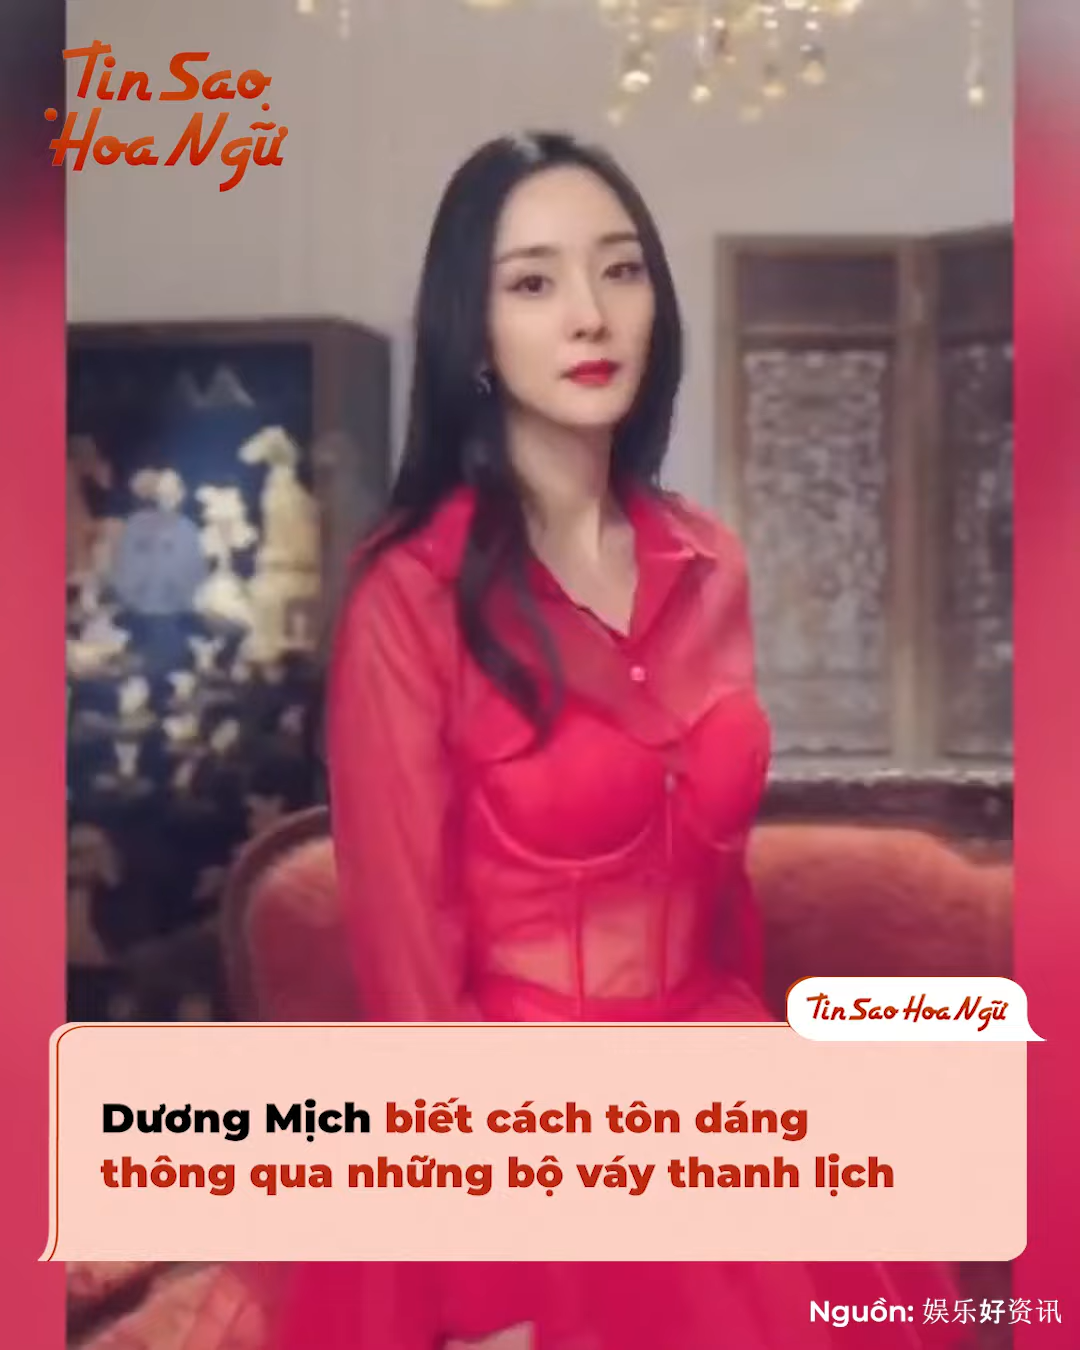 Tin Sao
Hoa Ngữ
Tin Sao Hoa Ngữ
Dương Mịch biết cách tôn dáng
thông qua những bộ váy thanh lịch
Nguồn: 娱乐好资讯